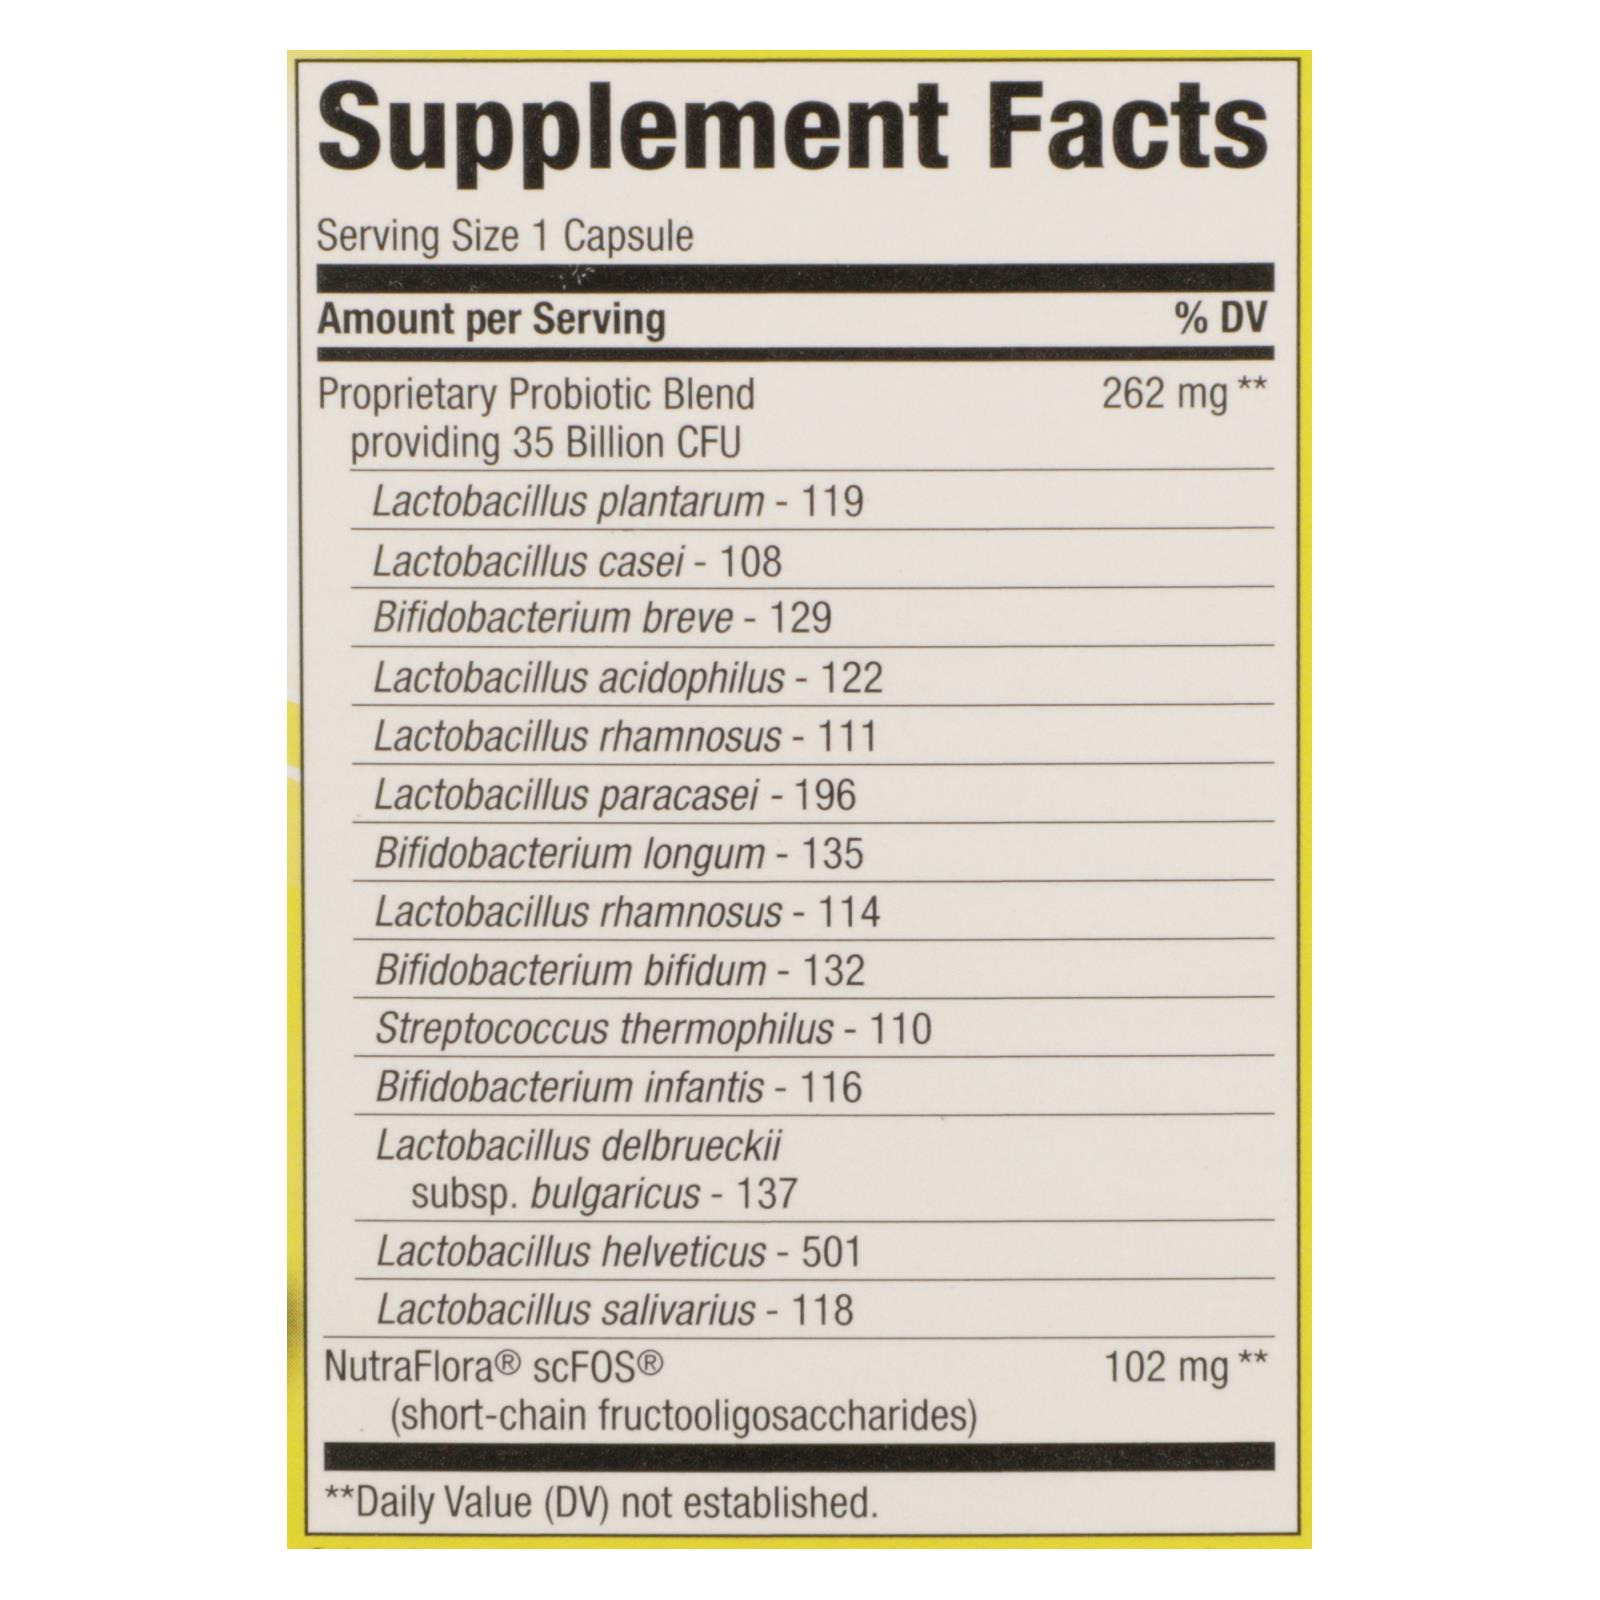 Supplement Facts
Serving Size 1 Capsule
Amount per Serving % DV
Proprietary Probiotic Blend 262 mg **
providing 35 Billion CFU
Lactobacillus plantarum - 119
Lactobacillus casei - 108
Bifidobacterium breve - 129
Lactobacillus acidophilus - 122
Lactobacillus rhamnosus - 111
Lactobacillus paracasei - 196
Bifidobacterium longum - 135
Lactobacillus rhamnosus - 114
Bifidobacterium bifidum - 132
Streptococcus thermophilus - 110
Bifidobacterium infantis - 116
Lactobacillus delbrueckii
subsp. bulgaricus - 137
Lactobacillus helveticus - 501
Lactobacillus salivarius - 118
NutraFlora® scFOS® 102 mg **
(short-chain fructooligosaccharides)
**Daily Value (DV) not established.